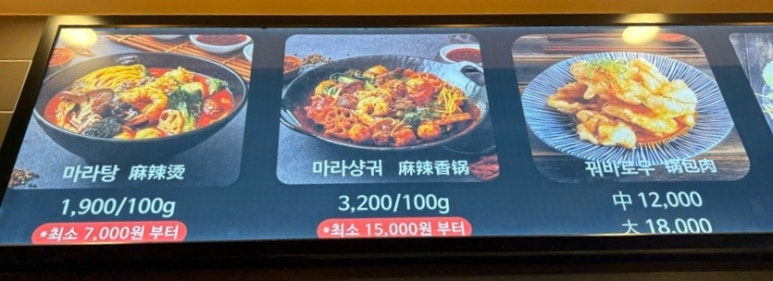 마라탕 麻辣烫
1,900/100g
*최소 7,000원 부터
마라샹궈 麻辣香锅
3,200/100g
*최소 15,000원 부터
꿔바로우 锅包肉
中 12,000
大 18,000